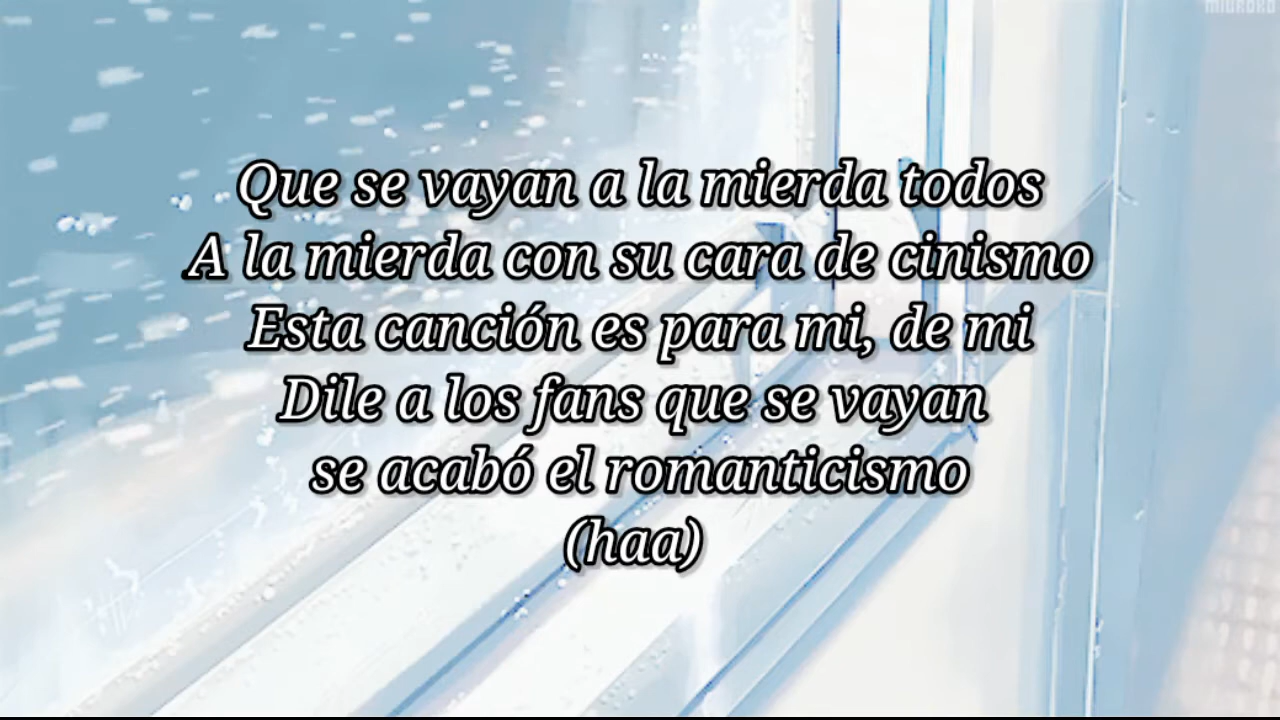 MIURORO
Que se vayan a la mierda todos
A la mierda con su cara de cinismo
Esta canción es para mi, de mi
Dile a los fans que se vayan
se acabó el romanticismo
(haa)